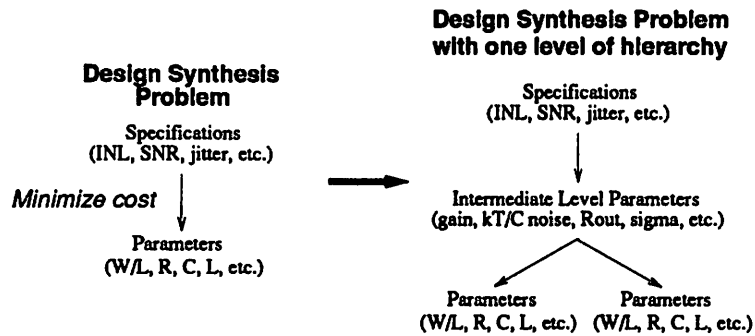 Design Synthesis
Problem
Specifications
(INL, SNR, jitter, etc.)
Minimize cost
Parameters
(W/L, R, C, L, etc.)
Design Synthesis Problem
with one level of hierarchy
Specifications
(INL, SNR, jitter, etc.)
Intermediate Level Parameters
(gain, kT/C noise, Rout, sigma, etc.)
Parameters
(W/L, R, C, L, etc.)
Parameters
(W/L, R, C, L, etc.)